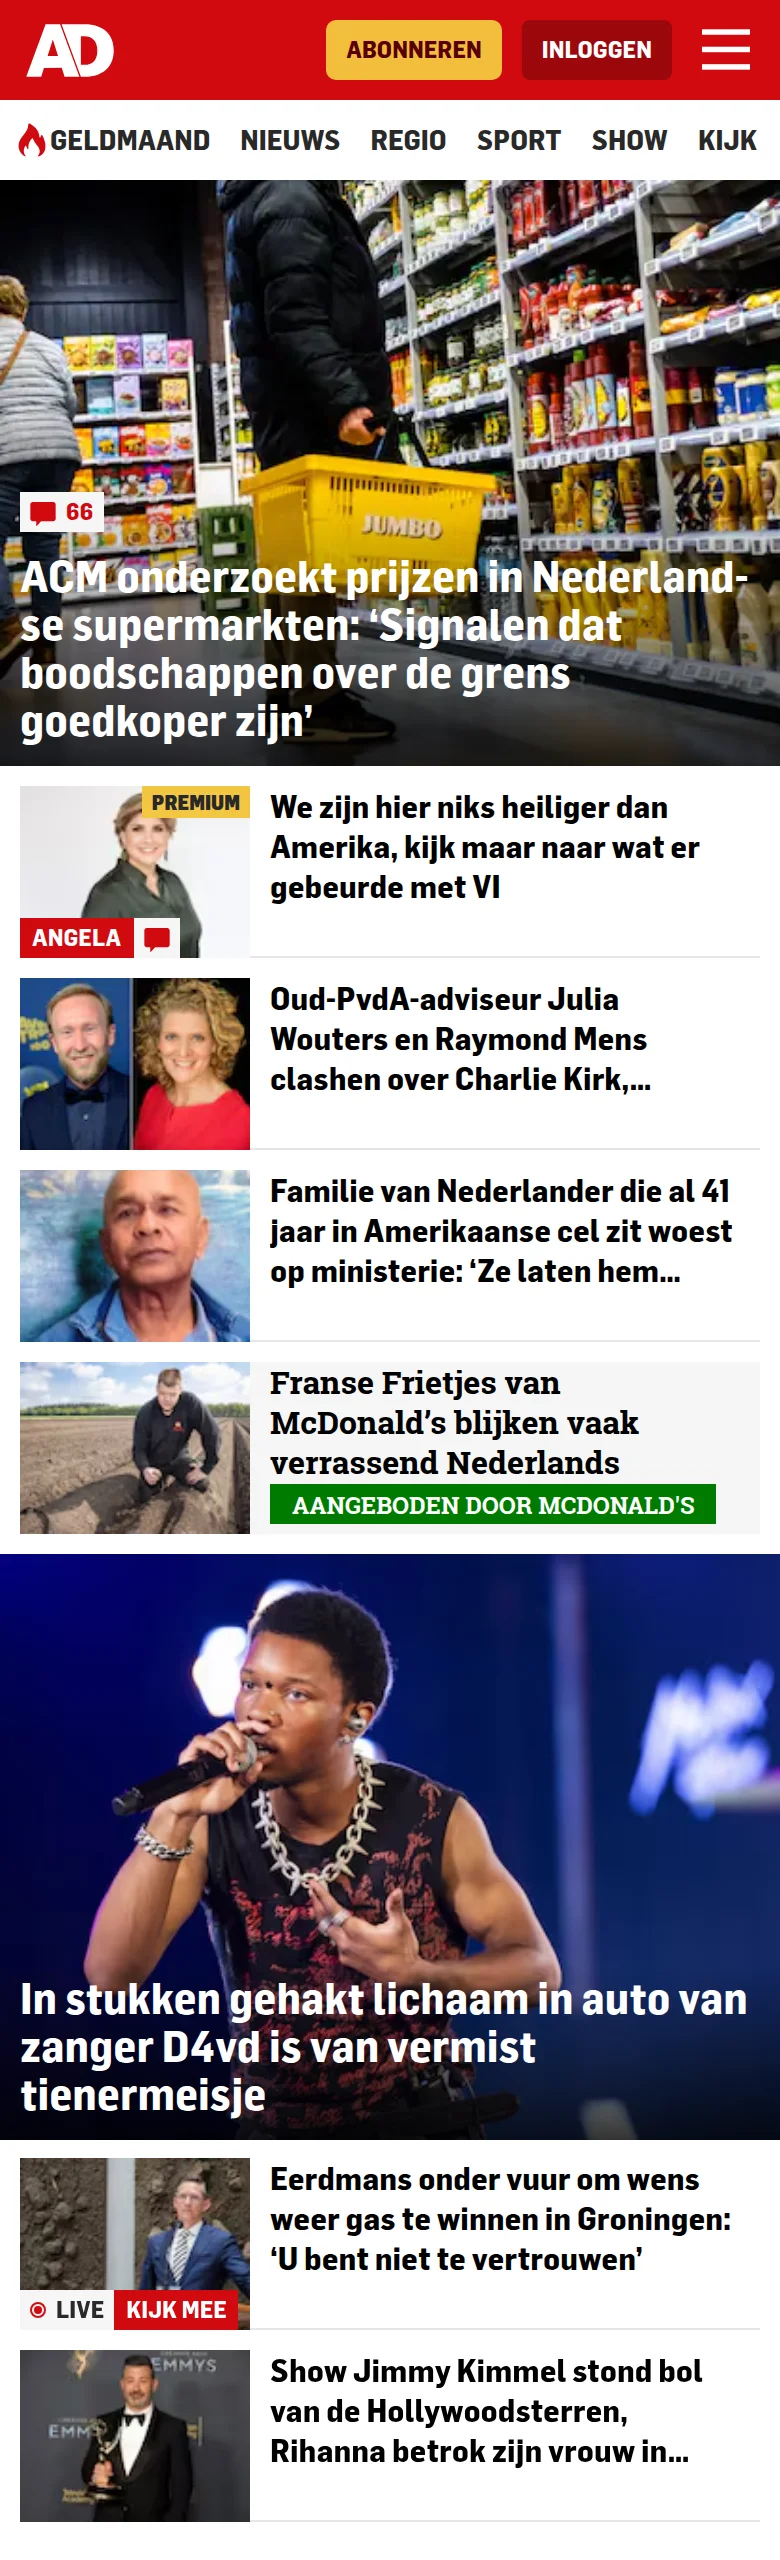 AD
ABONNEREN
INLOGGEN
GELDMAAND NIEUWS REGIO SPORT SHOW KIJK
JUMBO
66
ACM onderzoekt prijzen in Nederland-
se supermarkten: ‘Signalen dat
boodschappen over de grens
goedkoper zijn’
PREMIUM
ANGELA
We zijn hier niks heiliger dan
Amerika, kijk maar naar wat er
gebeurde met VI
Oud-PvdA-adviseur Julia
Wouters en Raymond Mens
clashen over Charlie Kirk,...
Familie van Nederlander die al 41
jaar in Amerikaanse cel zit woest
op ministerie: ‘Ze laten hem...
Franse Frietjes van
McDonald’s blijken vaak
verrassend Nederlands
AANGEBODEN DOOR MCDONALD'S
In stukken gehakt lichaam in auto van
zanger D4vd is van vermist
tienermeisje
LIVE KIJK MEE
Eerdmans onder vuur om wens
weer gas te winnen in Groningen:
‘U bent niet te vertrouwen’
EMMYS
EMM
Show Jimmy Kimmel stond bol
van de Hollywoodsterren,
Rihanna betrok zijn vrouw in...